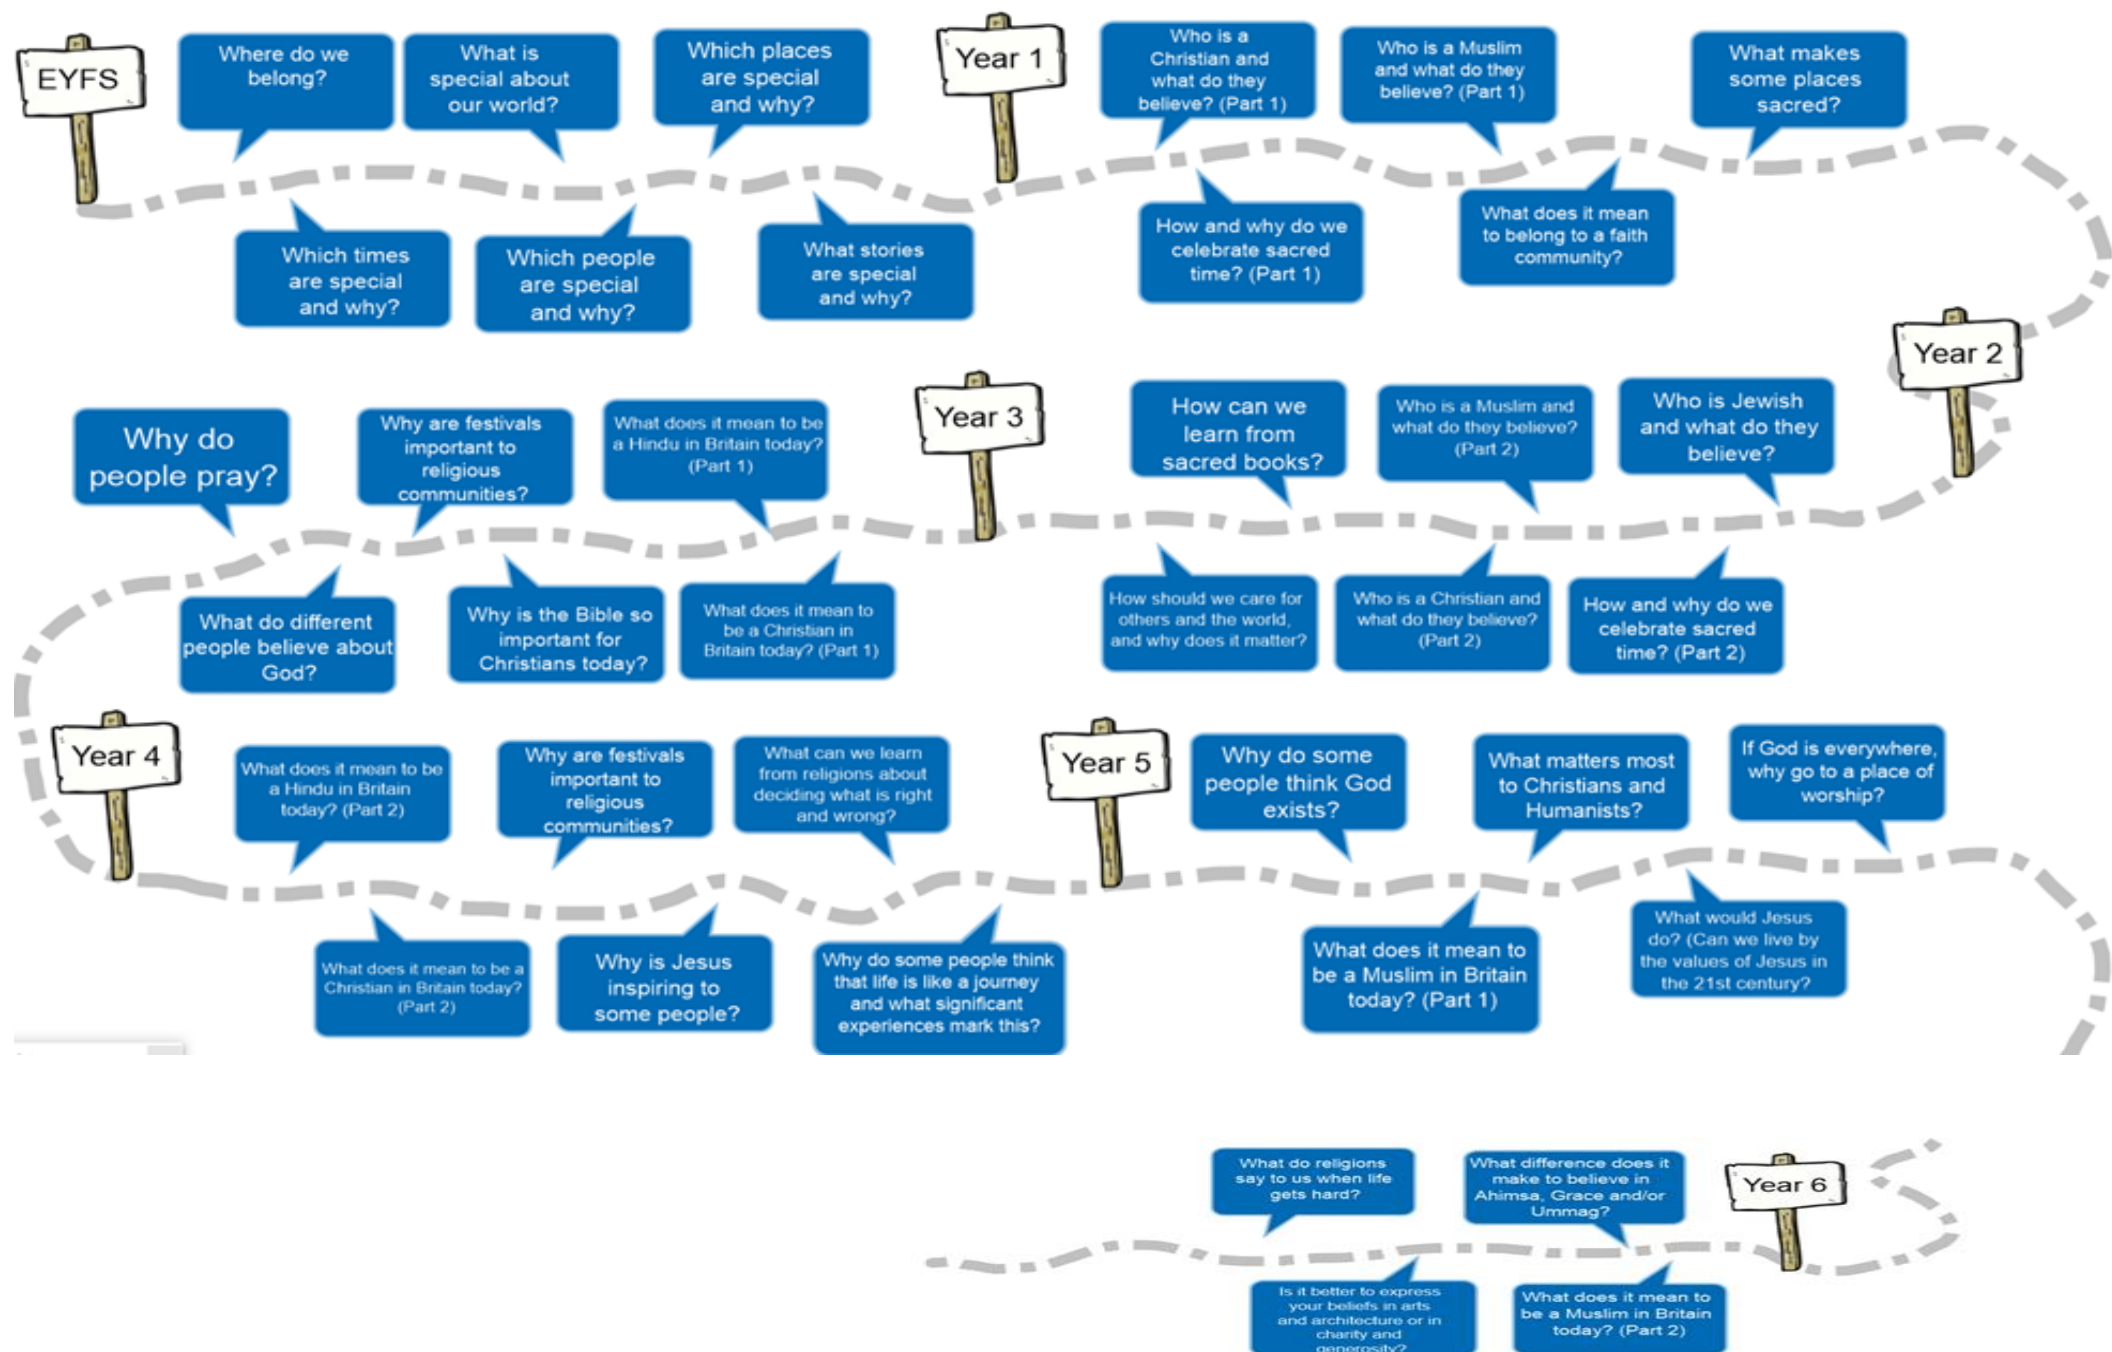 EYFS
Where do we
belong?
Which times
are special
and why?
What is
special about
our world?
Which people
are special
and why?
Which places
are special
and why?
What stories
are special
and why?
Year 1
Who is a
Christian and
what do they
believe? (Part 1)
How and why do we
celebrate sacred
time? (Part 1)
Who is a Muslim
and what do they
believe? (Part 1)
What does it mean
to belong to a faith
community?
What makes
some places
sacred?
Year 2
Who is Jewish
and what do they
believe?
How and why do we
celebrate sacred
time? (Part 2)
Who is a Muslim and
what do they believe?
(Part 2)
Who is a Christian and
what do they believe?
(Part 2)
How can we
learn from
sacred books?
How should we care for
others and the world,
and why does it matter?
Year 3
What does it mean to be
a Hindu in Britain today?
(Part 1)
What does it mean to
be a Christian in
Britain today? (Part 1)
Why are festivals
important to
religious
communities?
Why is the Bible so
important for
Christians today?
Why do
people pray?
What do different
people believe about
God?
Year 4
What does it mean to be
a Hindu in Britain
today? (Part 2)
What does it mean to be a
Christian in Britain today?
(Part 2)
Why are festivals
important to
religious
communities?
Why is Jesus
inspiring to
some people?
What can we learn
from religions about
deciding what is right
and wrong?
Why do some people think
that life is like a journey
and what significant
experiences mark this?
Year 5
Why do some
people think God
exists?
What does it mean to
be a Muslim in Britain
today? (Part 1)
What matters most
to Christians and
Humanists?
What would Jesus
do? (Can we live by
the values of Jesus in
the 21st century?
If God is everywhere,
why go to a place of
worship?
Year 6
What difference does it
make to believe in
Ahimsa, Grace and/or
Ummag?
What does it mean to
be a Muslim in Britain
today? (Part 2)
What do religions
say to us when life
gets hard?
Is it better to express
your beliefs in arts
and architecture or in
charity and
generosity?